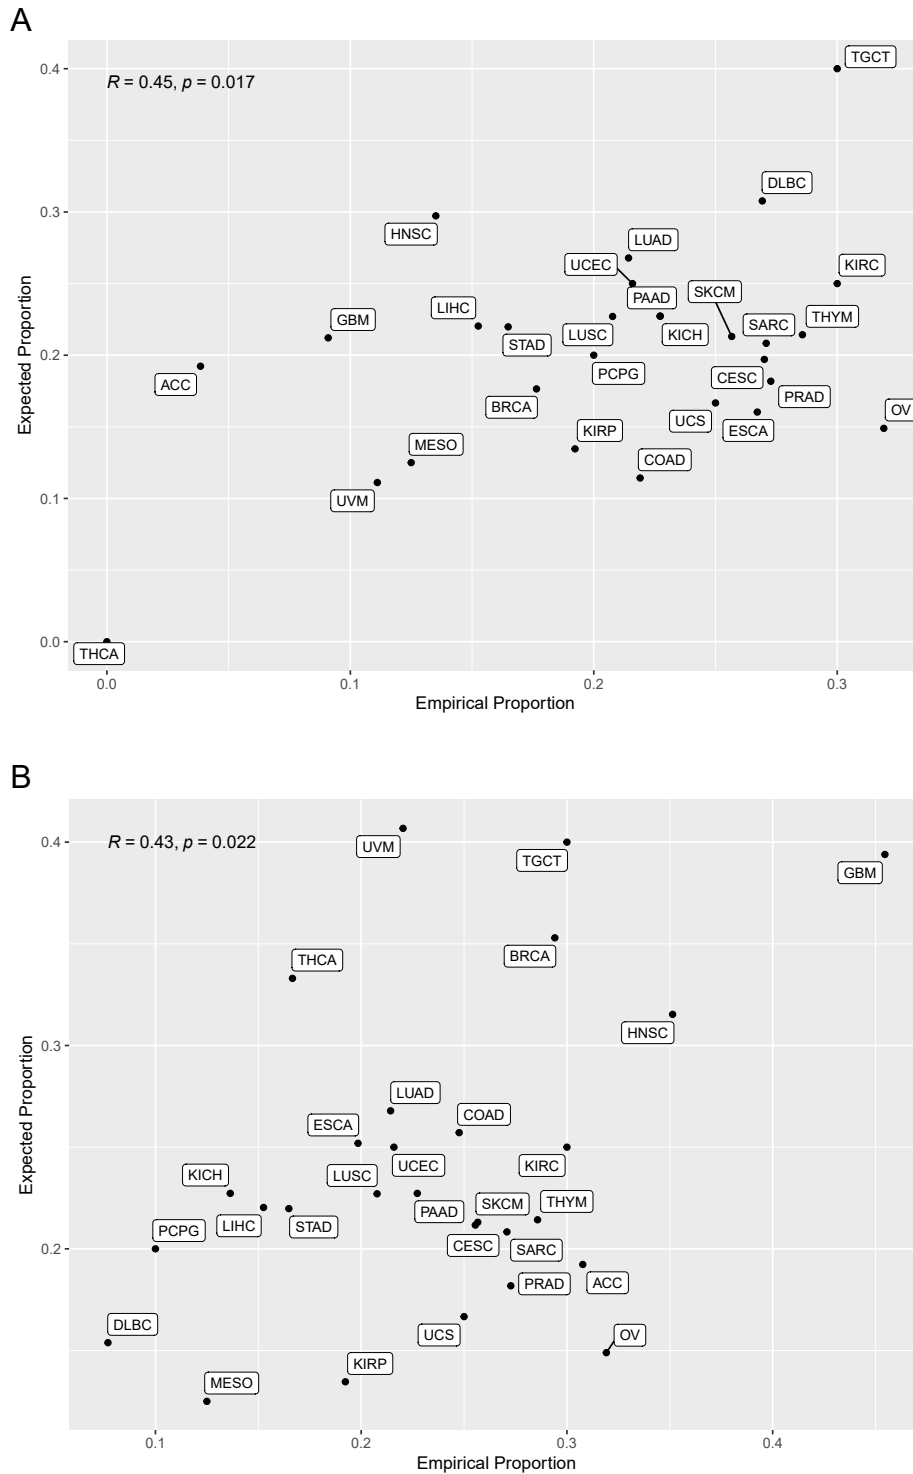 A
R = 0.45, p = 0.017
TGCT
DLBC
HNSC
LUAD
UCEC
KIRC
PAAD
SKCM
LIHC
GBM
THYM
SARC
LUSC
KICH
STAD
PCPG
CESC
ACC
PRAD
BRCA
OV
UCS
ESCA
KIRP
MESO
COAD
UVM
THCA
0.4
0.3
0.2
0.1
0.0
Expected Proportion
0.0 0.1 0.2 0.3
Empirical Proportion
B
R = 0.43, p = 0.022
UVM
TGCT
GBM
BRCA
THCA
HNSC
LUAD
COAD
ESCA
UCEC
KIRC
KICH
LUSC
SKCM
THYM
PAAD
LIHC
STAD
PCPG
CESC
SARC
ACC
PRAD
DLBC
UCS
OV
KIRP
MESO
0.4
0.3
0.2
Expected Proportion
0.1 0.2 0.3 0.4
Empirical Proportion